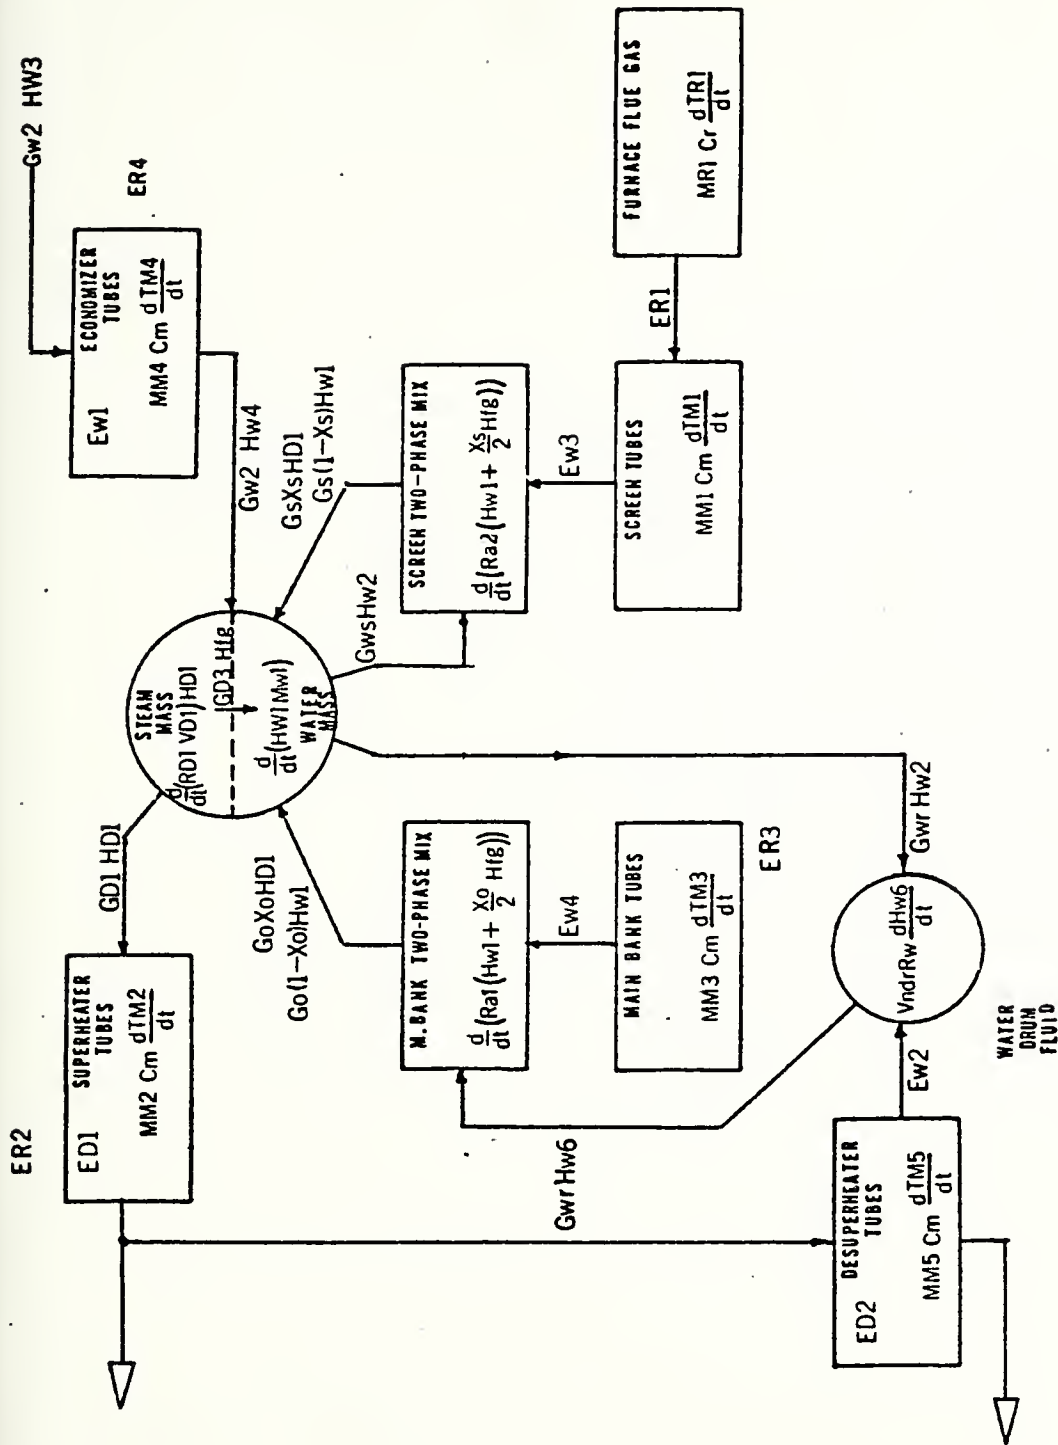 Gw2 HW3
ER4
ECONOMIZER
TUBES
Ew1
MM4 Cm dTM4
dt
Gw2 Hw4
STEAM
MASS
d
dt
(RD1 VD1)HD1
GD3 Hfg
d
dt
(HW1 Mw1)
WATER
MASS
GD1 HD1
ER2
SUPERHEATER
TUBES
ED1
MM2 Cm dTM2
dt
GsXsHD1
Gs(1-Xs)Hw1
GwsHw2
SCREEN TWO-PHASE MIX
d
dt
(Ra2(Hw1 + Xs
2
Hfg))
Ew3
SCREEN TUBES
MM1 Cm dTM1
dt
ER1
FURNACE FLUE GAS
MR1 Cr dTR1
dt
GoXoHD1
Go(1-Xo)Hw1
M.BANK TWO-PHASE MIX
d
dt
(Ra1(Hw1 + Xo
2
Hfg))
Ew4
MAIN BANK TUBES
MM3 Cm dTM3
dt
ER3
Gwr Hw2
Gwr Hw6
VndrRw dHw6
dt
WATER
DRUM
FLUID
Ew2
DESUPERHEATER
TUBES
ED2
MM5 Cm dTM5
dt